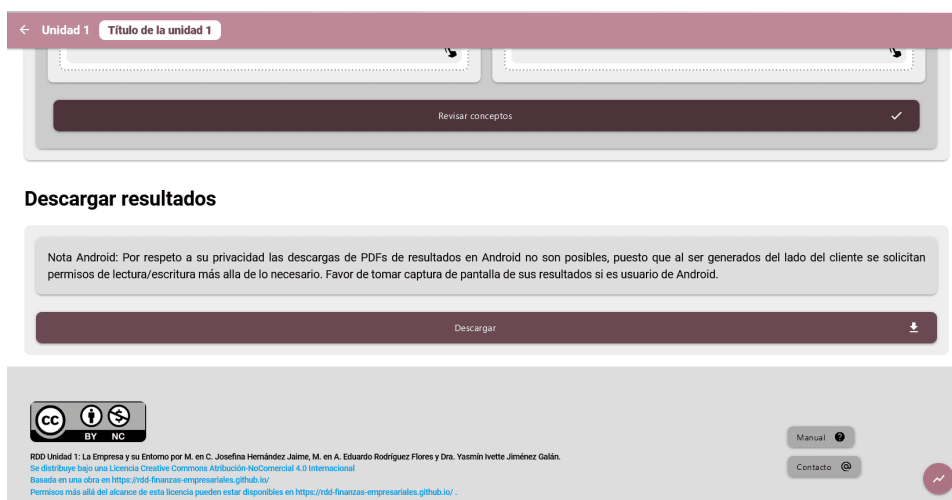 Unidad 1 Título de la unidad 1
Revisar conceptos
Descargar resultados
Nota Android: Por respeto a su privacidad las descargas de PDFs de resultados en Android no son posibles, puesto que al ser generados del lado del cliente se solicitan
permisos de lectura/escritura más alla de lo necesario. Favor de tomar captura de pantalla de sus resultados si es usuario de Android.
Descargar
cc BY NC
RDD Unidad 1: La Empresa y su Entorno por M. en C. Josefina Hernández Jaime, M. en A. Eduardo Rodríguez Flores y Dra. Yasmín Ivette Jiménez Galán.
Se distribuye bajo una Licencia Creative Commons Atribución-NoComercial 4.0 Internacional
Basada en una obra en https://rdd-finanzas-empresariales.github.io/
Permisos más allá del alcance de esta licencia pueden estar disponibles en https://rdd-finanzas-empresariales.github.io/ .
Manual
Contacto @